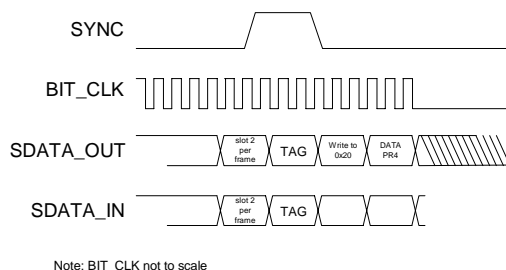 SYNC
BIT_CLK
SDATA_OUT
slot 2
per
frame
TAG
Write to
0x20
DATA
PR4
SDATA_IN
slot 2
per
frame
TAG
Note: BIT_CLK not to scale